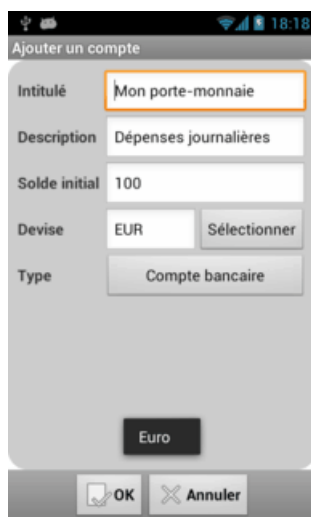 18:18
Ajouter un compte
Intitulé Mon porte-monnaie
Description Dépenses journalières
Solde initial 100
Devise EUR Sélectionner
Type Compte bancaire
Euro
OK Annuler